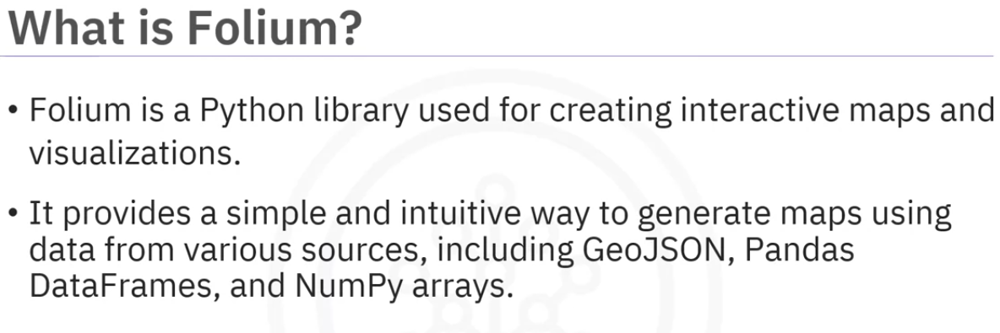 What is Folium?
• Folium is a Python library used for creating interactive maps and
visualizations.
• It provides a simple and intuitive way to generate maps using
data from various sources, including GeoJSON, Pandas
DataFrames, and NumPy arrays.